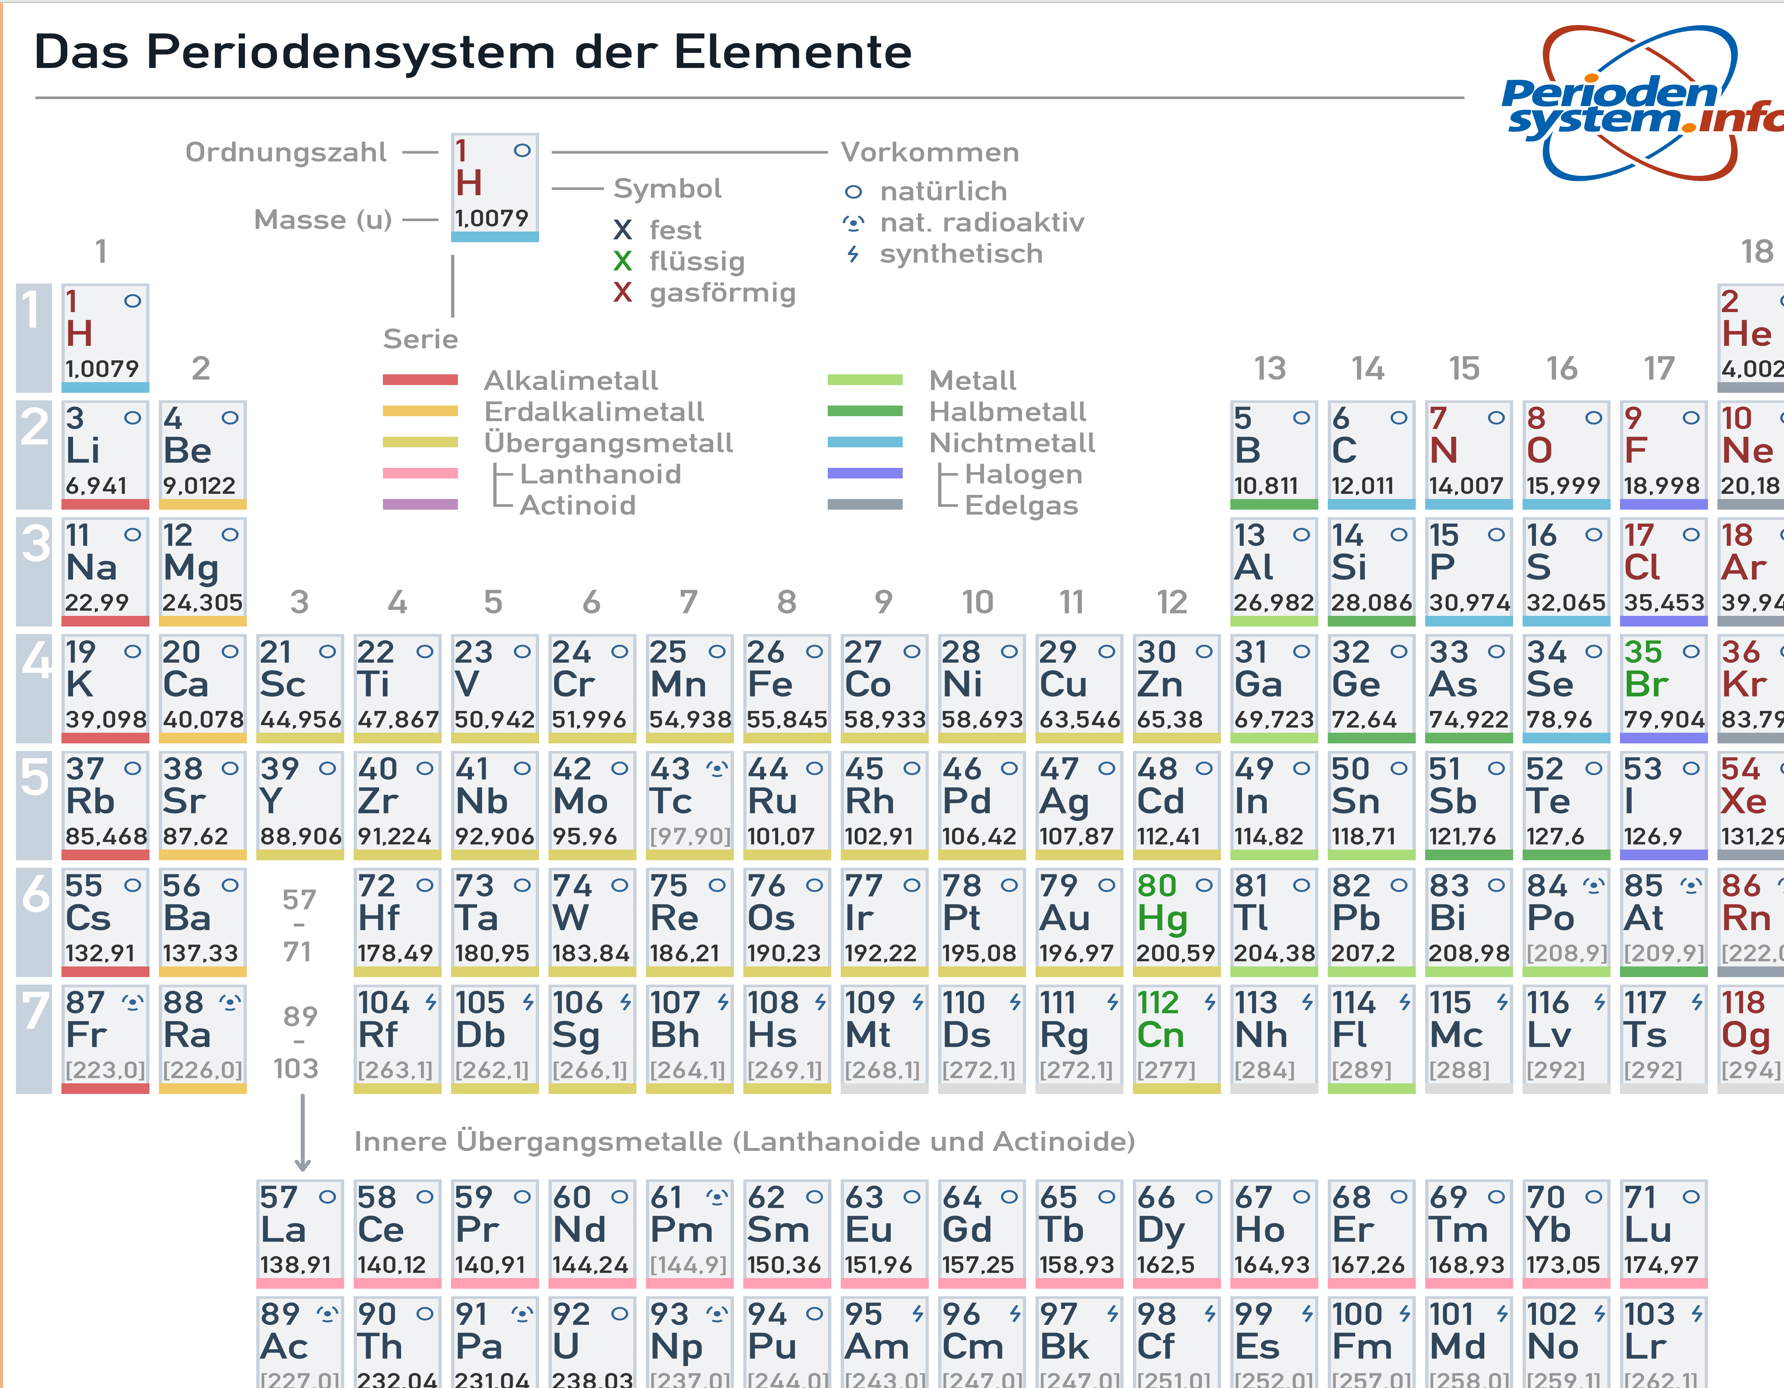 Das Periodensystem der Elemente
Perioden
system.info
Ordnungszahl
1
H
1,0079
Vorkommen
natürlich
nat. radioaktiv
synthetisch
Masse (u)
Symbol
X fest
X flüssig
X gasförmig
Serie
Alkalimetall
Erdalkalimetall
Übergangsmetall
Lanthanoid
Actinoid
Metall
Halbmetall
Nichtmetall
Halogen
Edelgas
1 18
1 1 2
H He
1,0079 4,002
2 13 14 15 16 17
2 3 4 5 6 7 8 9 10
Li Be B C N O F Ne
6,941 9,0122 10,811 12,011 14,007 15,999 18,998 20,18
3 11 12 13 14 15 16 17 18
Na Mg Al Si P S Cl Ar
22,99 24,305 26,982 28,086 30,974 32,065 35,453 39,94
3 4 5 6 7 8 9 10 11 12
4 19 20 21 22 23 24 25 26 27 28 29 30 31 32 33 34 35 36
K Ca Sc Ti V Cr Mn Fe Co Ni Cu Zn Ga Ge As Se Br Kr
39,098 40,078 44,956 47,867 50,942 51,996 54,938 55,845 58,933 58,693 63,546 65,38 69,723 72,64 74,922 78,96 79,904 83,79
5 37 38 39 40 41 42 43 44 45 46 47 48 49 50 51 52 53 54
Rb Sr Y Zr Nb Mo Tc Ru Rh Pd Ag Cd In Sn Sb Te I Xe
85,468 87,62 88,906 91,224 92,906 95,96 [97,90] 101,07 102,91 106,42 107,87 112,41 114,82 118,71 121,76 127,6 126,9 131,29
6 55 56 57 - 71 72 73 74 75 76 77 78 79 80 81 82 83 84 85 86
Cs Ba Hf Ta W Re Os Ir Pt Au Hg Tl Pb Bi Po At Rn
132,91 137,33 178,49 180,95 183,84 186,21 190,23 192,22 195,08 196,97 200,59 204,38 207,2 208,98 [208,9] [209,9] [222,0
7 87 88 89 - 103 104 105 106 107 108 109 110 111 112 113 114 115 116 117 118
Fr Ra Rf Db Sg Bh Hs Mt Ds Rg Cn Nh Fl Mc Lv Ts Og
[223,0] [226,0] [263,1] [262,1] [266,1] [264,1] [269,1] [268,1] [272,1] [272,1] [277] [284] [289] [288] [292] [292] [294]
Innere Übergangsmetalle (Lanthanoide und Actinoide)
57 58 59 60 61 62 63 64 65 66 67 68 69 70 71
La Ce Pr Nd Pm Sm Eu Gd Tb Dy Ho Er Tm Yb Lu
138,91 140,12 140,91 144,24 [144,9] 150,36 151,96 157,25 158,93 162,5 164,93 167,26 168,93 173,05 174,97
89 90 91 92 93 94 95 96 97 98 99 100 101 102 103
Ac Th Pa U Np Pu Am Cm Bk Cf Es Fm Md No Lr
[227,0] 232,04 231,04 238,03 [237,0] [244,0] [243,0] [247,0] [247,0] [251,0] [252,0] [257,0] [258,0] [259,1] [262,1]